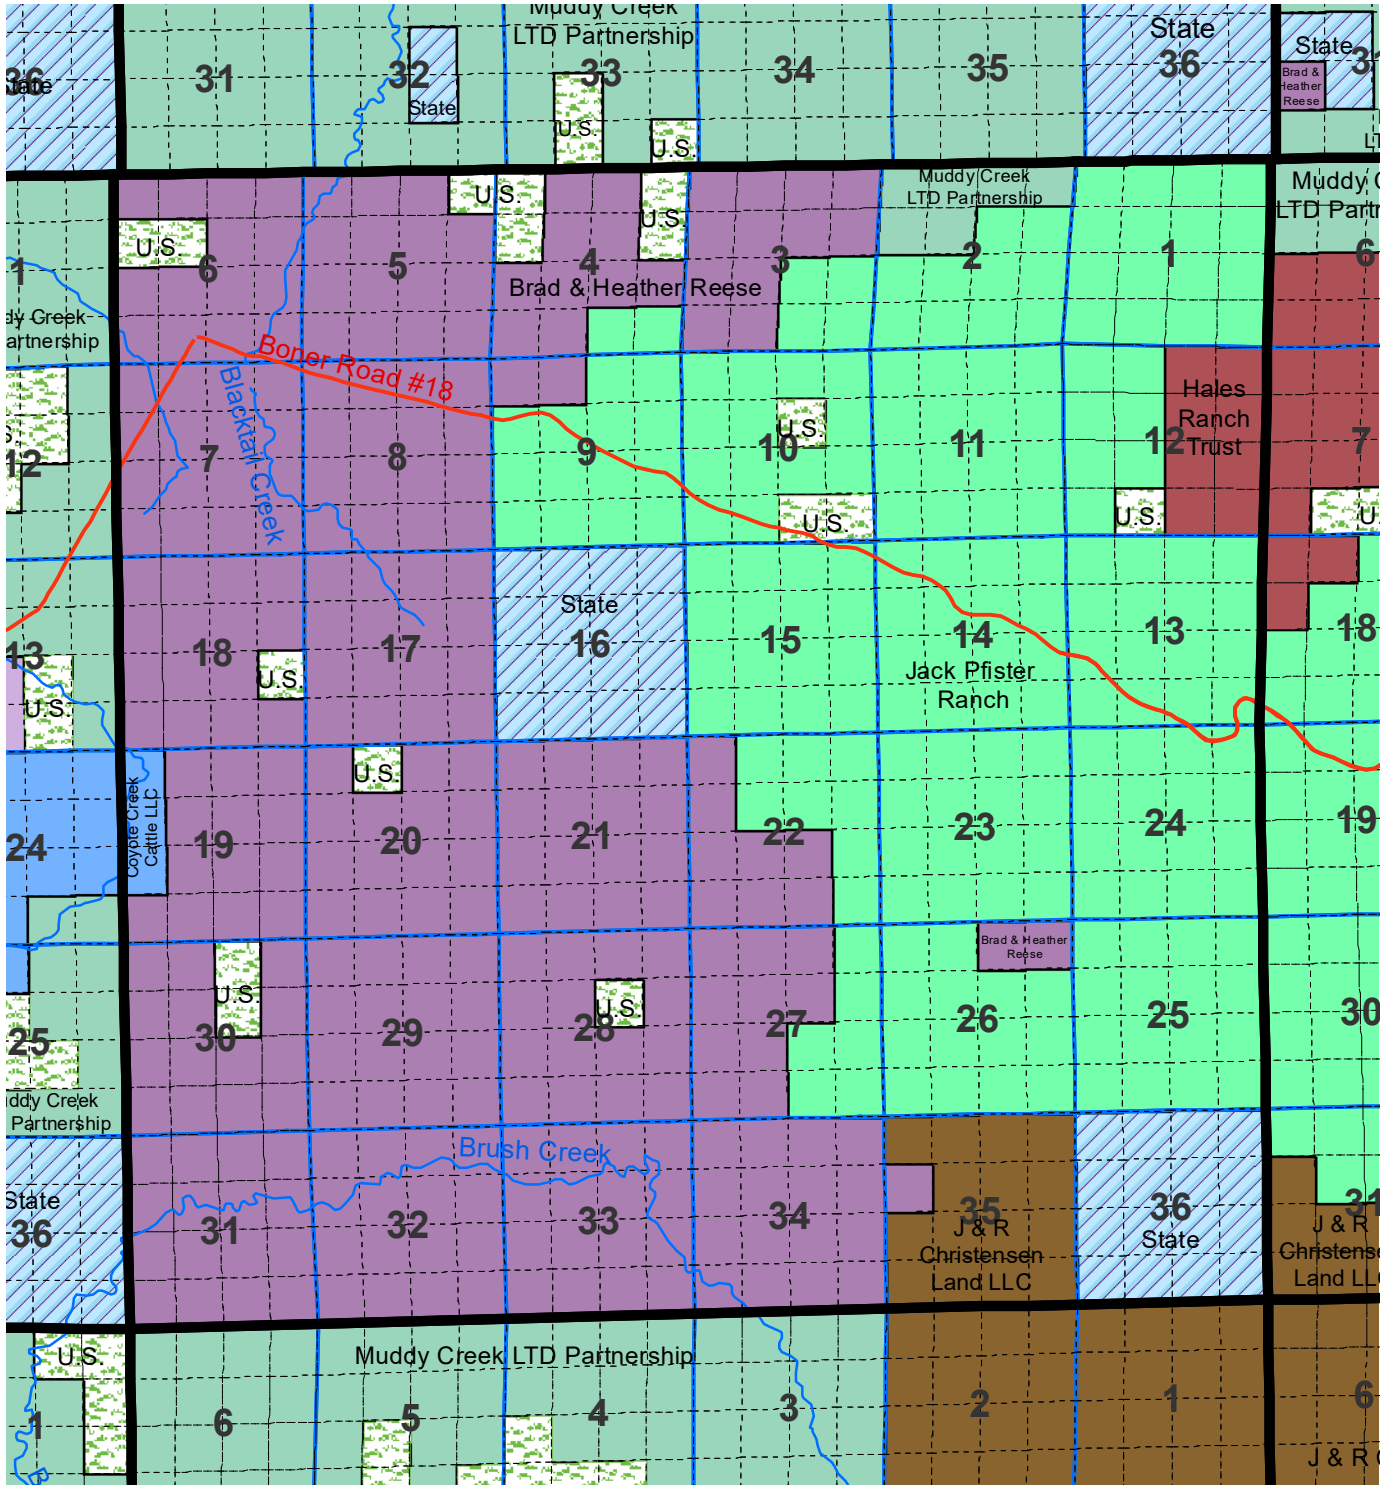 Muddy Creek
LTD Partnership
State
36
31
32
State
33
U.S.
U.S.
34
35
State
36
State
Brad &
Heather
Reese
Muddy Creek
LTD Partnership
U.S.
U.S.
U.S.
1
6
5
4
3
2
1
Muddy C
LTD Partn
6
Brad & Heather Reese
dy Creek
artnership
Boner Road #18
Blacktail Creek
Hales
Ranch
Trust
12
7
8
9
U.S.
10
11
12
7
U.S.
U.S.
13
18
U.S.
17
State
16
15
14
Jack Pfister
Ranch
13
18
U.S.
U.S.
Coyote Creek
Cattle LLC
24
19
20
21
22
23
24
19
Brad & Heather
Reese
U.S.
U.S.
25
30
29
28
27
26
25
30
uddy Creek
Partnership
Brush Creek
State
36
31
32
33
34
35
J & R
Christensen
Land LLC
36
State
31
J & R
Christense
Land LLC
U.S.
Muddy Creek LTD Partnership
1
6
5
4
3
2
1
6
J & R